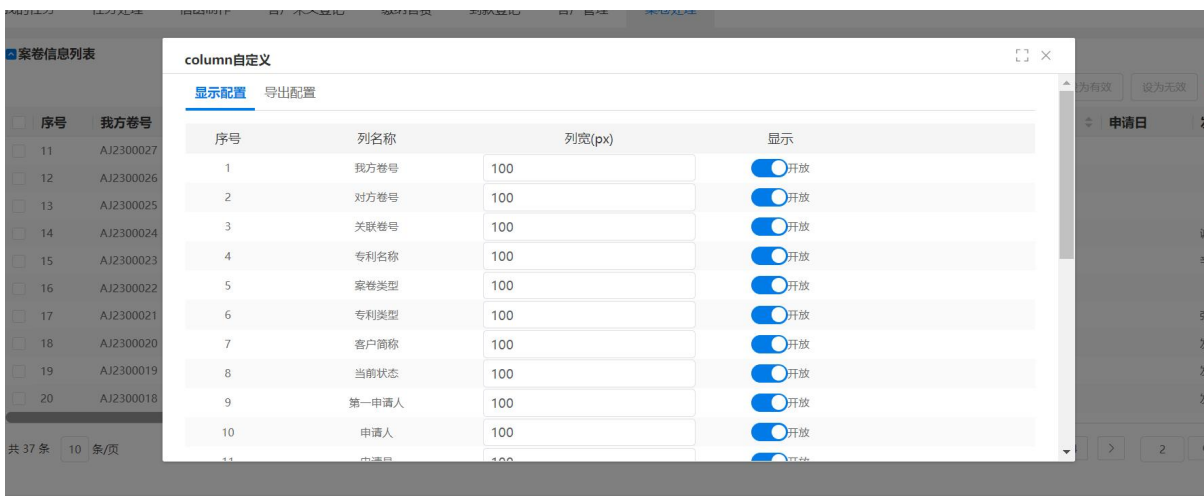 案卷处理
案卷信息列表
column自定义
显示配置 导出配置
为有效 设为无效
序号 我方卷号 申请日
序号 列名称 列宽(px) 显示
11 AJ2300027
1 我方卷号 100 开放
12 AJ2300026
2 对方卷号 100 开放
13 AJ2300025
3 关联卷号 100 开放
14 AJ2300024
4 专利名称 100 开放
15 AJ2300023
5 案卷类型 100 开放
16 AJ2300022
6 专利类型 100 开放
17 AJ2300021
7 客户简称 100 开放
18 AJ2300020
8 当前状态 100 开放
19 AJ2300019
9 第一申请人 100 开放
20 AJ2300018
10 申请人 100 开放
共 37 条 10 条/页 2
11 100 开放